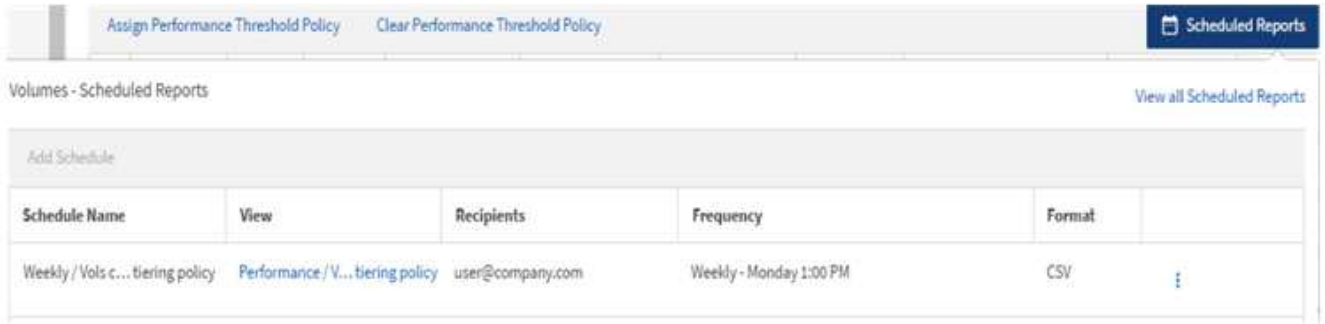 Assign Performance Threshold Policy Clear Performance Threshold Policy Scheduled Reports
Volumes - Scheduled Reports View all Scheduled Reports
Add Schedule
Schedule Name View Recipients Frequency Format
Weekly / Vols c... tiering policy Performance / V... tiering policy user@company.com Weekly - Monday 1:00 PM CSV